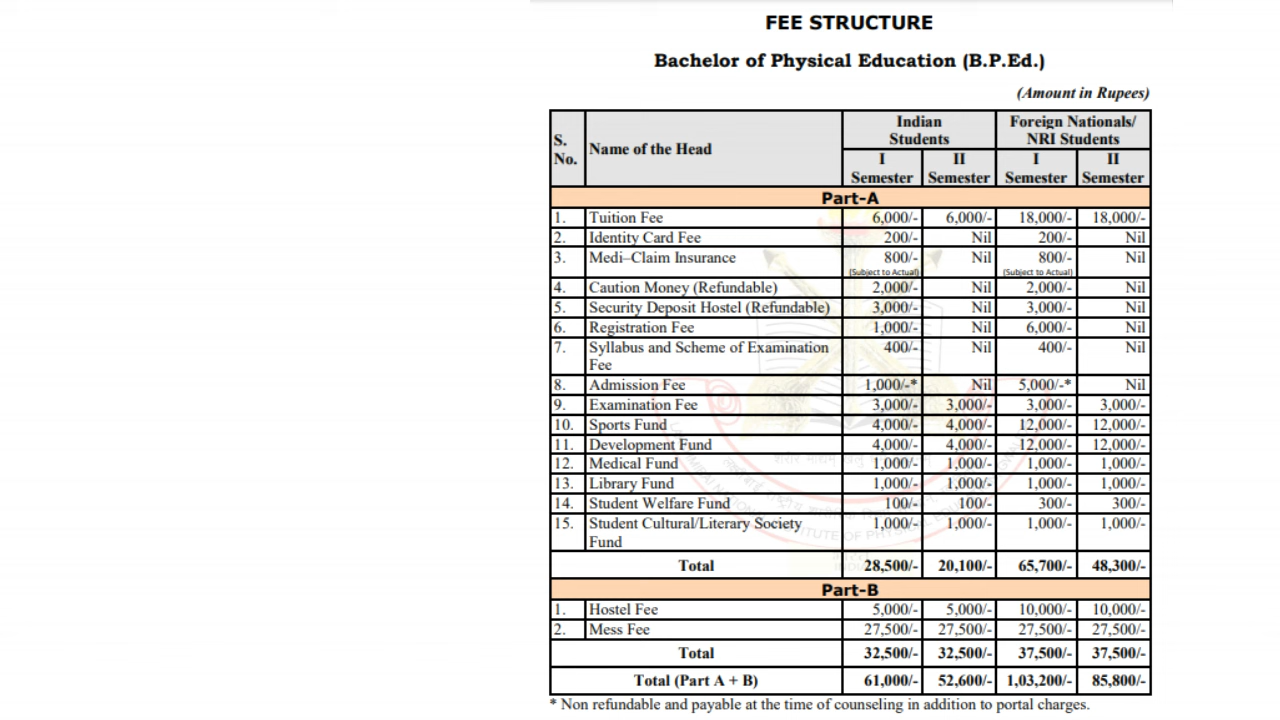 FEE STRUCTURE
Bachelor of Physical Education (B.P.Ed.)
(Amount in Rupees)
S. No. Name of the Head Indian Students Foreign Nationals/ NRI Students
I Semester II Semester I Semester II Semester
Part-A
1. Tuition Fee 6,000/- 6,000/- 18,000/- 18,000/-
2. Identity Card Fee 200/- Nil 200/- Nil
3. Medi–Claim Insurance 800/- Nil 800/- Nil
(Subject to Actual) (Subject to Actual)
4. Caution Money (Refundable) 2,000/- Nil 2,000/- Nil
5. Security Deposit Hostel (Refundable) 3,000/- Nil 3,000/- Nil
6. Registration Fee 1,000/- Nil 6,000/- Nil
7. Syllabus and Scheme of Examination 400/- Nil 400/- Nil
Fee
8. Admission Fee 1,000/-* Nil 5,000/-* Nil
9. Examination Fee 3,000/- 3,000/- 3,000/- 3,000/-
10. Sports Fund 4,000/- 4,000/- 12,000/- 12,000/-
11. Development Fund 4,000/- 4,000/- 12,000/- 12,000/-
12. Medical Fund 1,000/- 1,000/- 1,000/- 1,000/-
13. Library Fund 1,000/- 1,000/- 1,000/- 1,000/-
14. Student Welfare Fund 100/- 100/- 300/- 300/-
15. Student Cultural/Literary Society 1,000/- 1,000/- 1,000/- 1,000/-
Fund
Total 28,500/- 20,100/- 65,700/- 48,300/-
Part-B
1. Hostel Fee 5,000/- 5,000/- 10,000/- 10,000/-
2. Mess Fee 27,500/- 27,500/- 27,500/- 27,500/-
Total 32,500/- 32,500/- 37,500/- 37,500/-
Total (Part A + B) 61,000/- 52,600/- 1,03,200/- 85,800/-
* Non refundable and payable at the time of counseling in addition to portal charges.